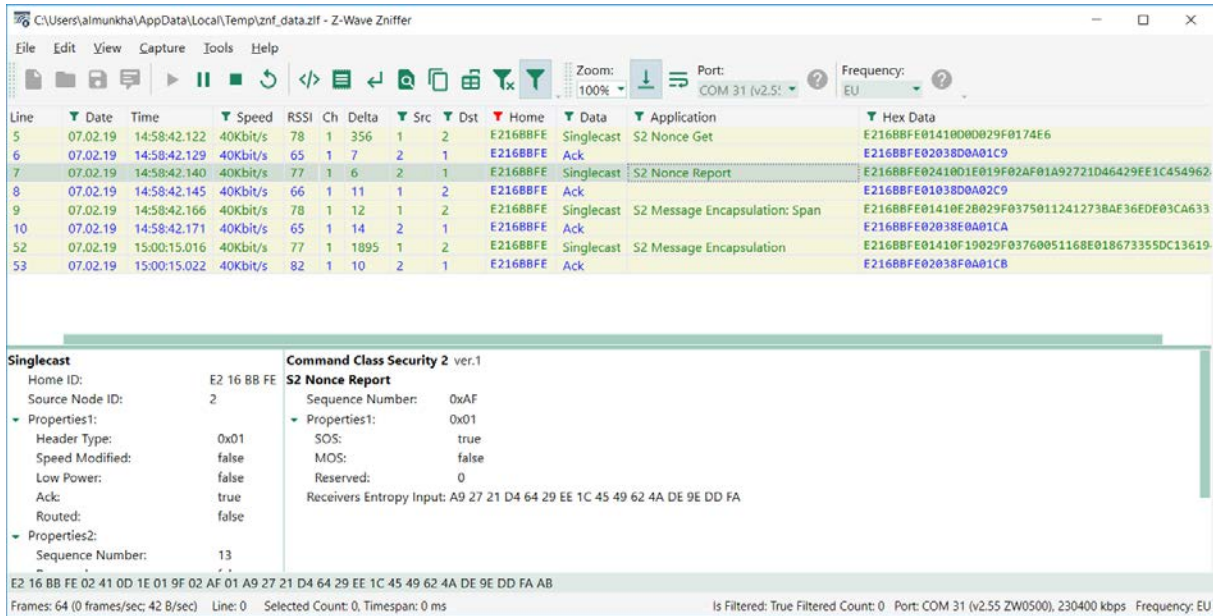 C:\Users\almunkha\AppData\Local\Temp\znf_data.zlf - Z-Wave Zniffer
File Edit View Capture Tools Help
Zoom: Port: Frequency:
100% COM 31 (v2.5! EU
Line Date Time Speed RSSI Ch Delta Src Dst Home Data Application Hex Data
5 07.02.19 14:58:42.122 40Kbit/s 78 1 356 1 2 E216BBFE Singlecast S2 Nonce Get E216BBFE01410D0D029F0174E6
6 07.02.19 14:58:42.129 40Kbit/s 65 1 7 2 1 E216BBFE Ack E216BBFE02038D0A01C9
7 07.02.19 14:58:42.140 40Kbit/s 77 1 6 2 1 E216BBFE Singlecast S2 Nonce Report E216BBFE02410D1E019F02AF01A92721D46429EE1C454962
8 07.02.19 14:58:42.145 40Kbit/s 66 1 11 1 2 E216BBFE Ack E216BBFE01038D0A02C9
9 07.02.19 14:58:42.166 40Kbit/s 78 1 12 1 2 E216BBFE Singlecast S2 Message Encapsulation: Span E216BBFE01410E2B029F0375011241273BAE36EDE03CA633
10 07.02.19 14:58:42.171 40Kbit/s 65 1 14 2 1 E216BBFE Ack E216BBFE02038E0A01CA
52 07.02.19 15:00:15.016 40Kbit/s 77 1 1895 1 2 E216BBFE Singlecast S2 Message Encapsulation E216BBFE01410F19029F03760051168E018673355DC13619
53 07.02.19 15:00:15.022 40Kbit/s 82 1 10 2 1 E216BBFE Ack E216BBFE02038F0A01CB
Singlecast Command Class Security 2 ver.1
Home ID: E2 16 BB FE S2 Nonce Report
Source Node ID: 2 Sequence Number: 0xAF
Properties1: Properties1: 0x01
Header Type: 0x01 SOS: true
Speed Modified: false MOS: false
Low Power: false Reserved: 0
Ack: true Receivers Entropy Input: A9 27 21 D4 64 29 EE 1C 45 49 62 4A DE 9E DD FA
Routed: false
Properties2:
Sequence Number: 13
E2 16 BB FE 02 41 0D 1E 01 9F 02 AF 01 A9 27 21 D4 64 29 EE 1C 45 49 62 4A DE 9E DD FA AB
Frames: 64 (0 frames/sec; 42 B/sec) Line: 0 Selected Count: 0, Timespan: 0 ms Is Filtered: True Filtered Count: 0 Port: COM 31 (v2.55 ZW0500), 230400 kbps Frequency: EU